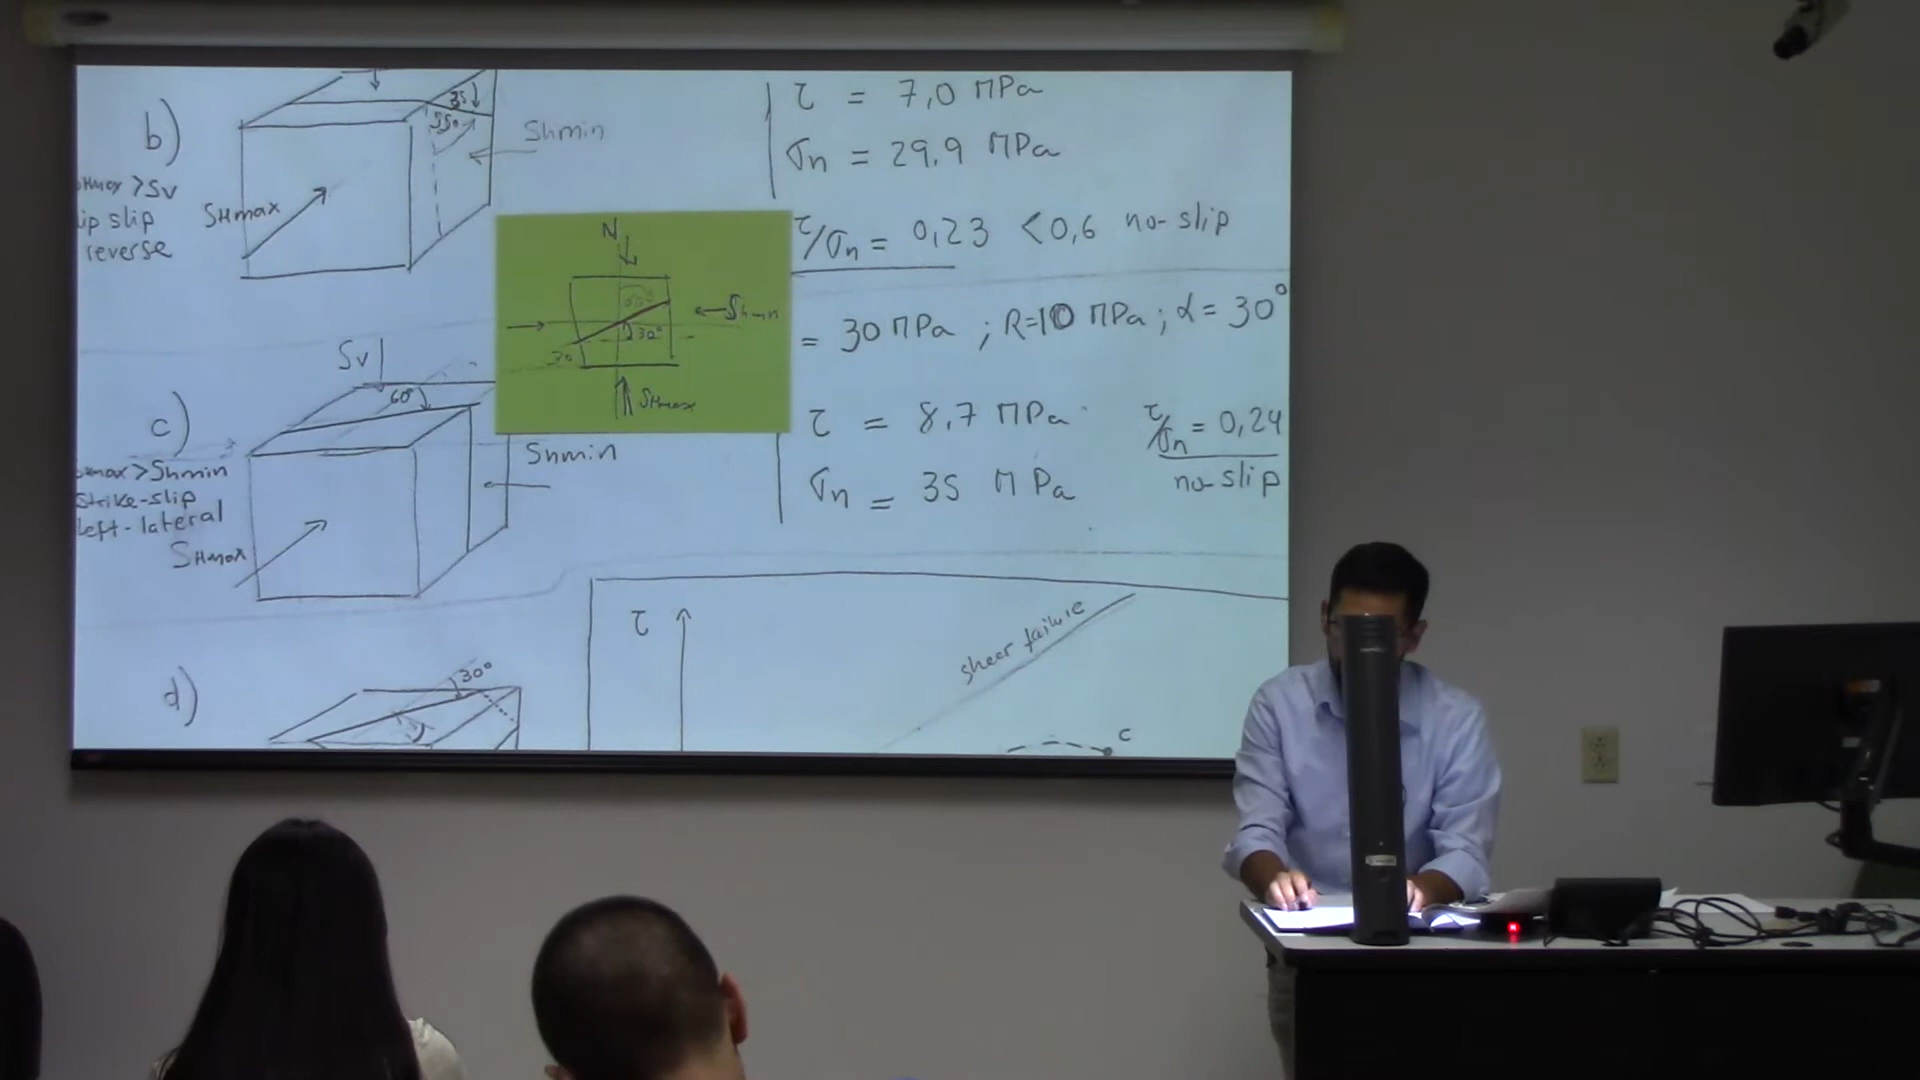 b)
35
55°
Shmin
SHmax > Sv
ip slip
reverse
SHmax
τ = 7,0 MPa
σn = 29,9 MPa
τ/σn = 0,23 < 0,6 no-slip
N
60°
Shmin
30°
30
SHmax
= 30 MPa ; R=10 MPa ; α = 30°
c)
Sv
60°
Shmin
max > Shmin
strike-slip
left-lateral
SHmax
τ = 8,7 MPa
σn = 35 MPa
τ/σn = 0,24
no-slip
d)
30°
τ
shear failure
c